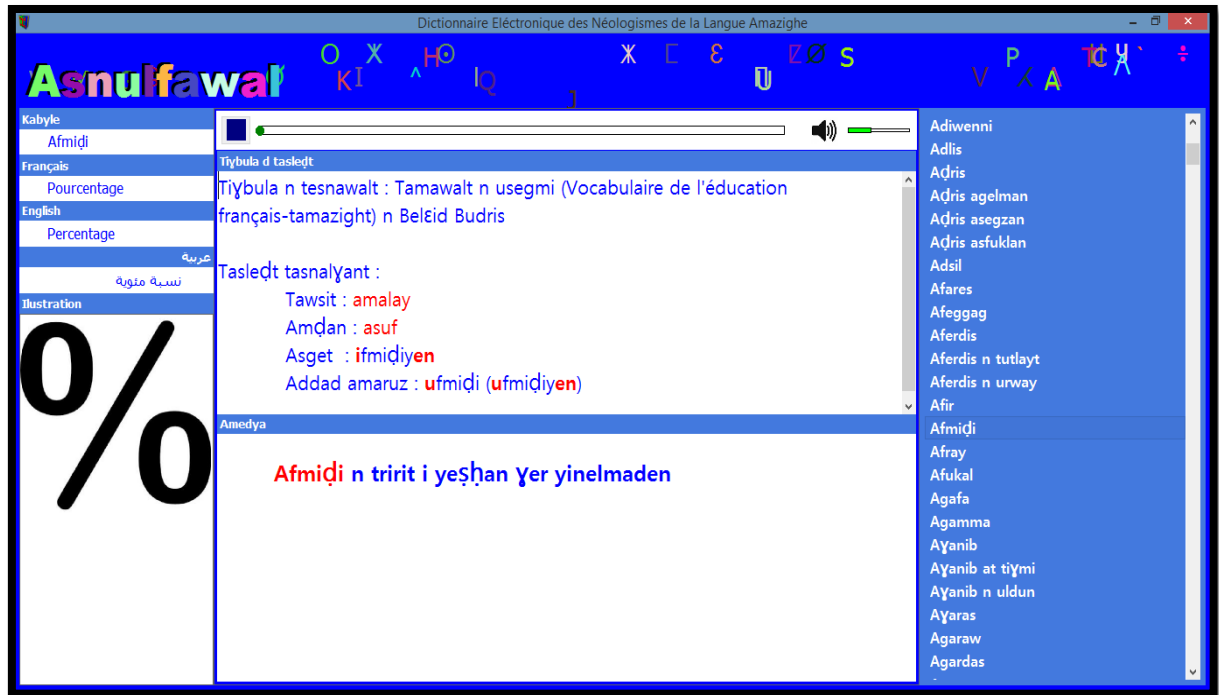 Dictionnaire Eléctronique des Néologismes de la Langue Amazighe
Asnulfawal
Kabyle
Afmiḍi
Français
Pourcentage
English
Percentage
عربية
نسبة مئوية
Ilustration
%
Tiɣbula d tasleḍt
Tiɣbula n tesnawalt : Tamawalt n usegmi (Vocabulaire de l'éducation
français-tamazight) n Belɛid Budris
Tasleḍt tasnalɣant :
Tawsit : amalay
Amḍan : asuf
Asget : ifmiḍiyen
Addad amaruz : ufmiḍi (ufmiḍiyen)
Amedya
Afmiḍi n tririt i yeṣḥan ɣer yinelmaden
Adiwenni
Adlis
Aḍris
Aḍris agelman
Aḍris asegzan
Aḍris asfuklan
Adsil
Afares
Afeggag
Aferdis
Aferdis n tutlayt
Aferdis n urway
Afir
Afmiḍi
Afray
Afukal
Agafa
Agamma
Aɣanib
Aɣanib at tiɣmi
Aɣanib n uldun
Aɣaras
Agaraw
Agardas